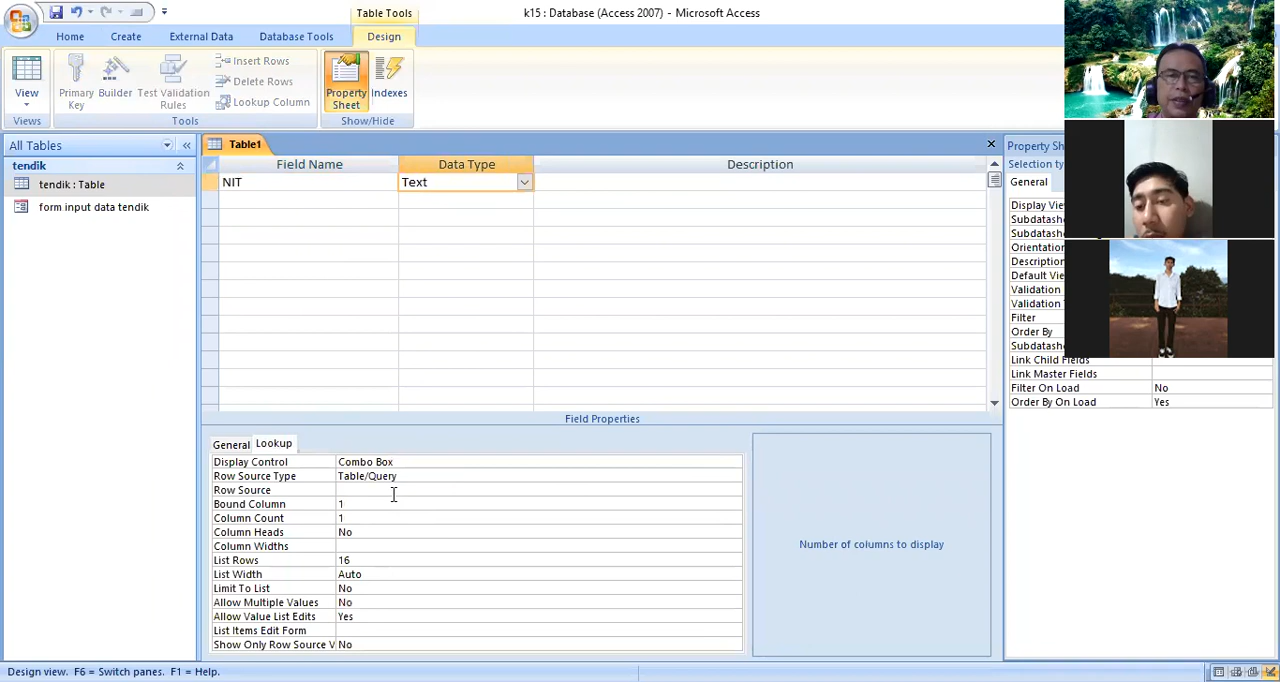 Table Tools
k15 : Database (Access 2007) - Microsoft Access
Home
Create
External Data
Database Tools
Design
View
Views
Primary Key
Builder
Test Validation Rules
Insert Rows
Delete Rows
Lookup Column
Tools
Property Sheet
Indexes
Show/Hide
All Tables
tendik
tendik : Table
form input data tendik
Table1
Field Name Data Type Description
NIT Text
Field Properties
General Lookup
Display Control Combo Box
Row Source Type Table/Query
Row Source
Bound Column 1
Column Count 1
Column Heads No
Column Widths
List Rows 16
List Width Auto
Limit To List No
Allow Multiple Values No
Allow Value List Edits Yes
List Items Edit Form
Show Only Row Source V No
Number of columns to display
Property Sh
Selection typ
General
Display Vie
Subdatashe
Subdatashe
Orientation
Description
Default Vie
Validation
Validation
Filter
Order By
Subdatash
Link Child Fields
Link Master Fields
Filter On Load No
Order By On Load Yes
Design view. F6 = Switch panes. F1 = Help.